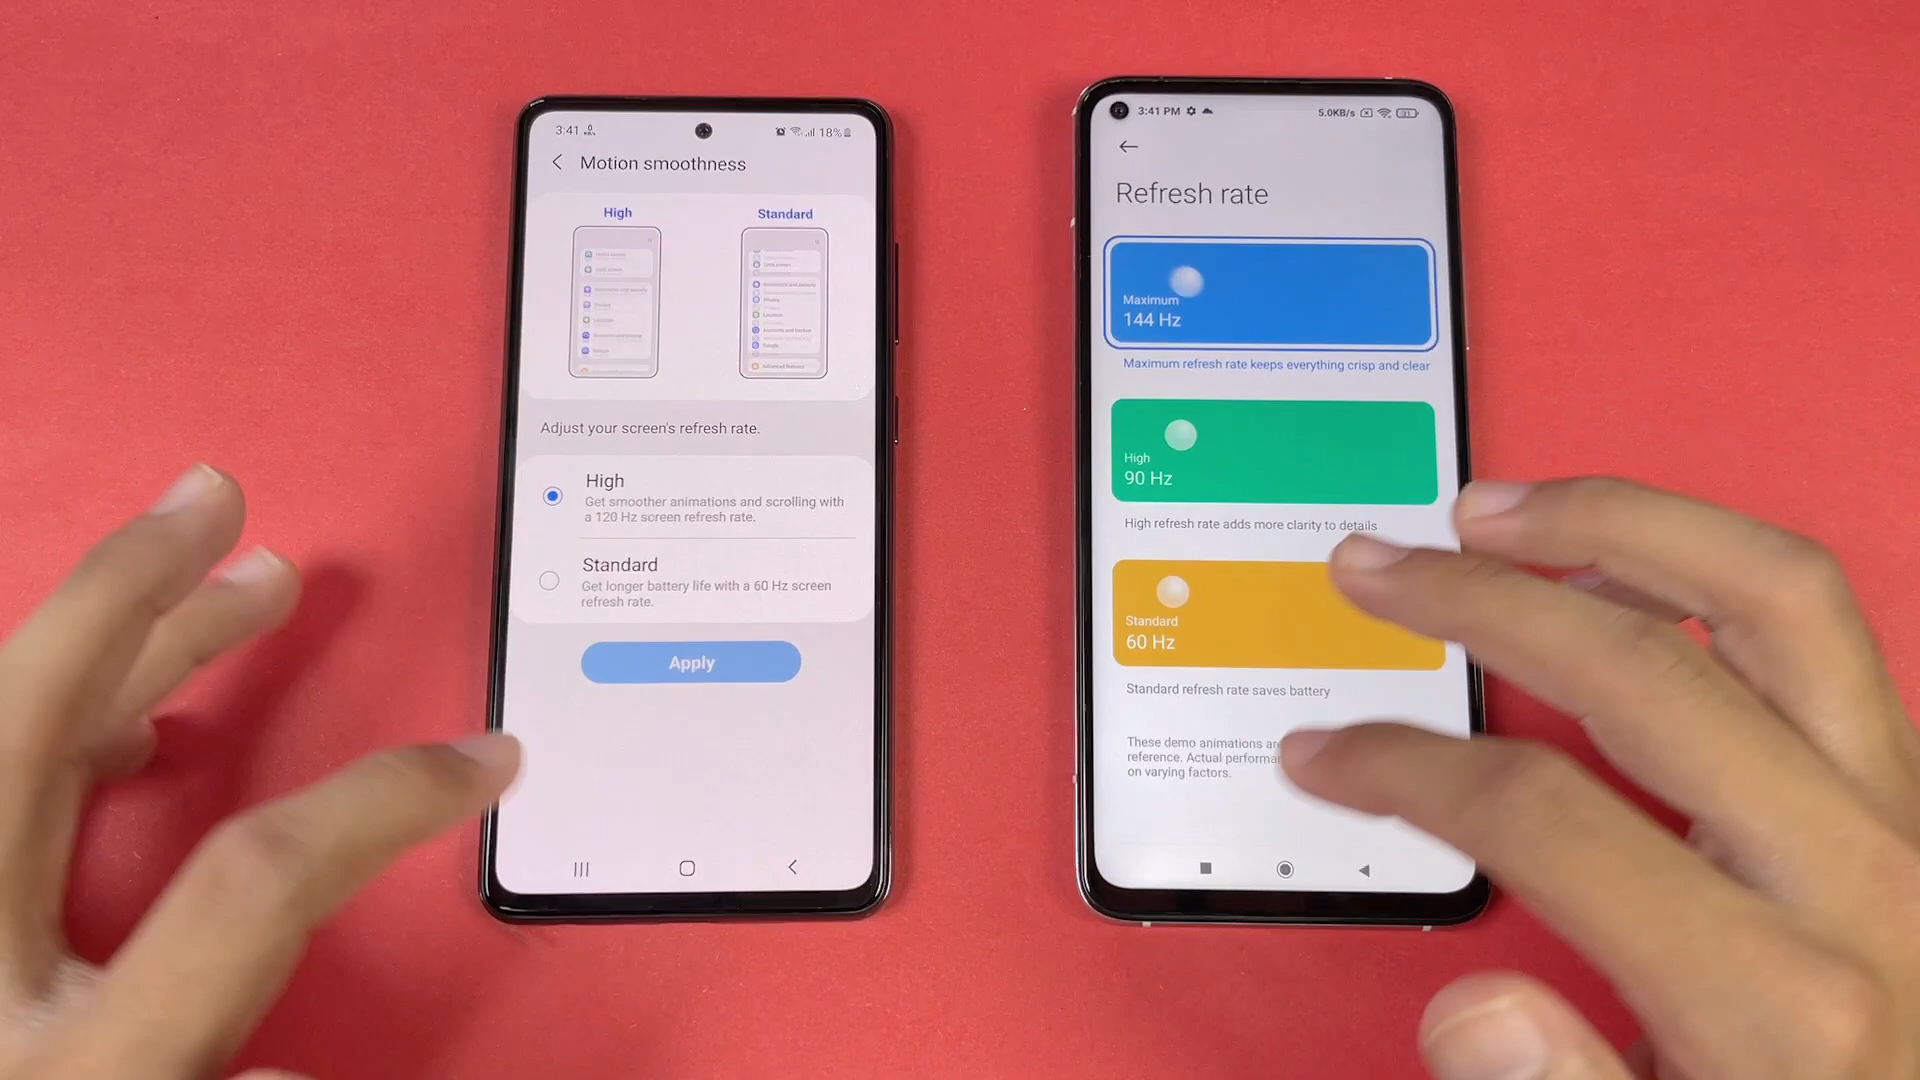 3:41
18%
Motion smoothness
High
Standard
Adjust your screen's refresh rate.
High
Get smoother animations and scrolling with
a 120 Hz screen refresh rate.
Standard
Get longer battery life with a 60 Hz screen
refresh rate.
Apply
3:41 PM
5.0KB/s
Refresh rate
Maximum
144 Hz
Maximum refresh rate keeps everything crisp and clear
High
90 Hz
High refresh rate adds more clarity to details
Standard
60 Hz
Standard refresh rate saves battery
These demo animations
reference. Actual
on varying factors.